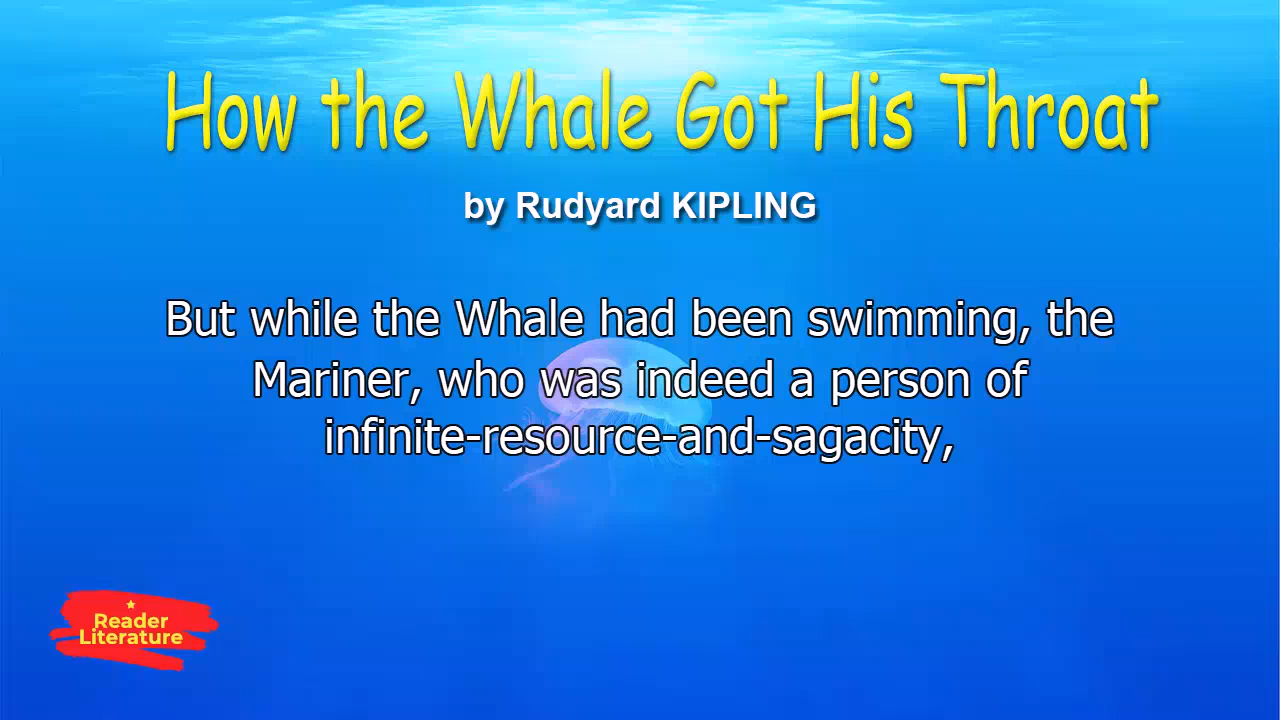 How the Whale Got His Throat
by Rudyard KIPLING
But while the Whale had been swimming, the
Mariner, who was indeed a person of
infinite-resource-and-sagacity,
Reader
Literature